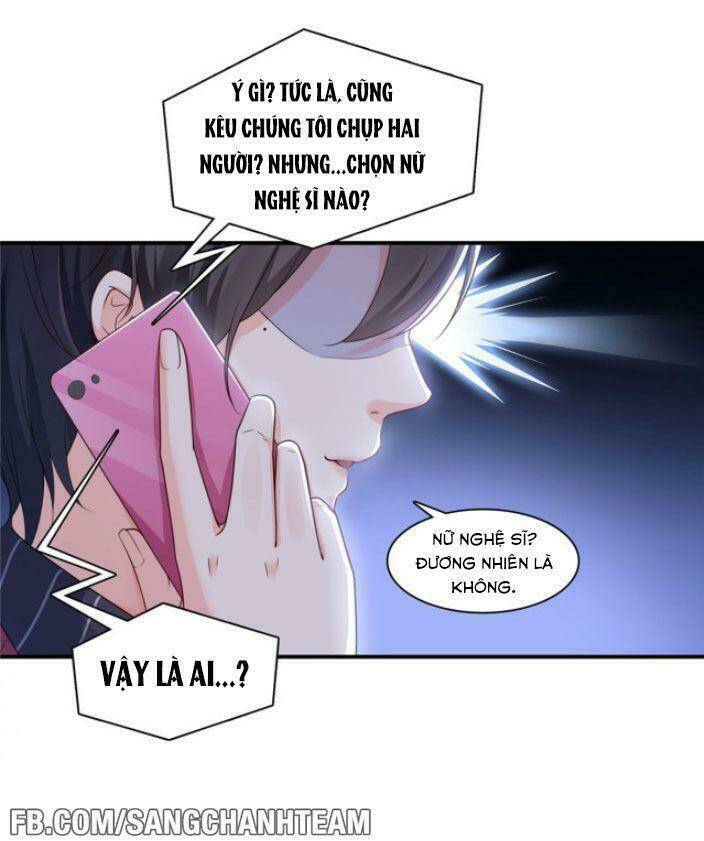 Ý GÌ? TỨC LÀ, CŨNG
KÊU CHÚNG TÔI CHỤP HAI
NGƯỜI? NHƯNG...CHỌN NỮ
NGHỆ SĨ NÀO?
NỮ NGHỆ SĨ?
ĐƯƠNG NHIÊN LÀ
KHÔNG.
VẬY LÀ AI...?
FB.COM/SANGCHANHTEAM